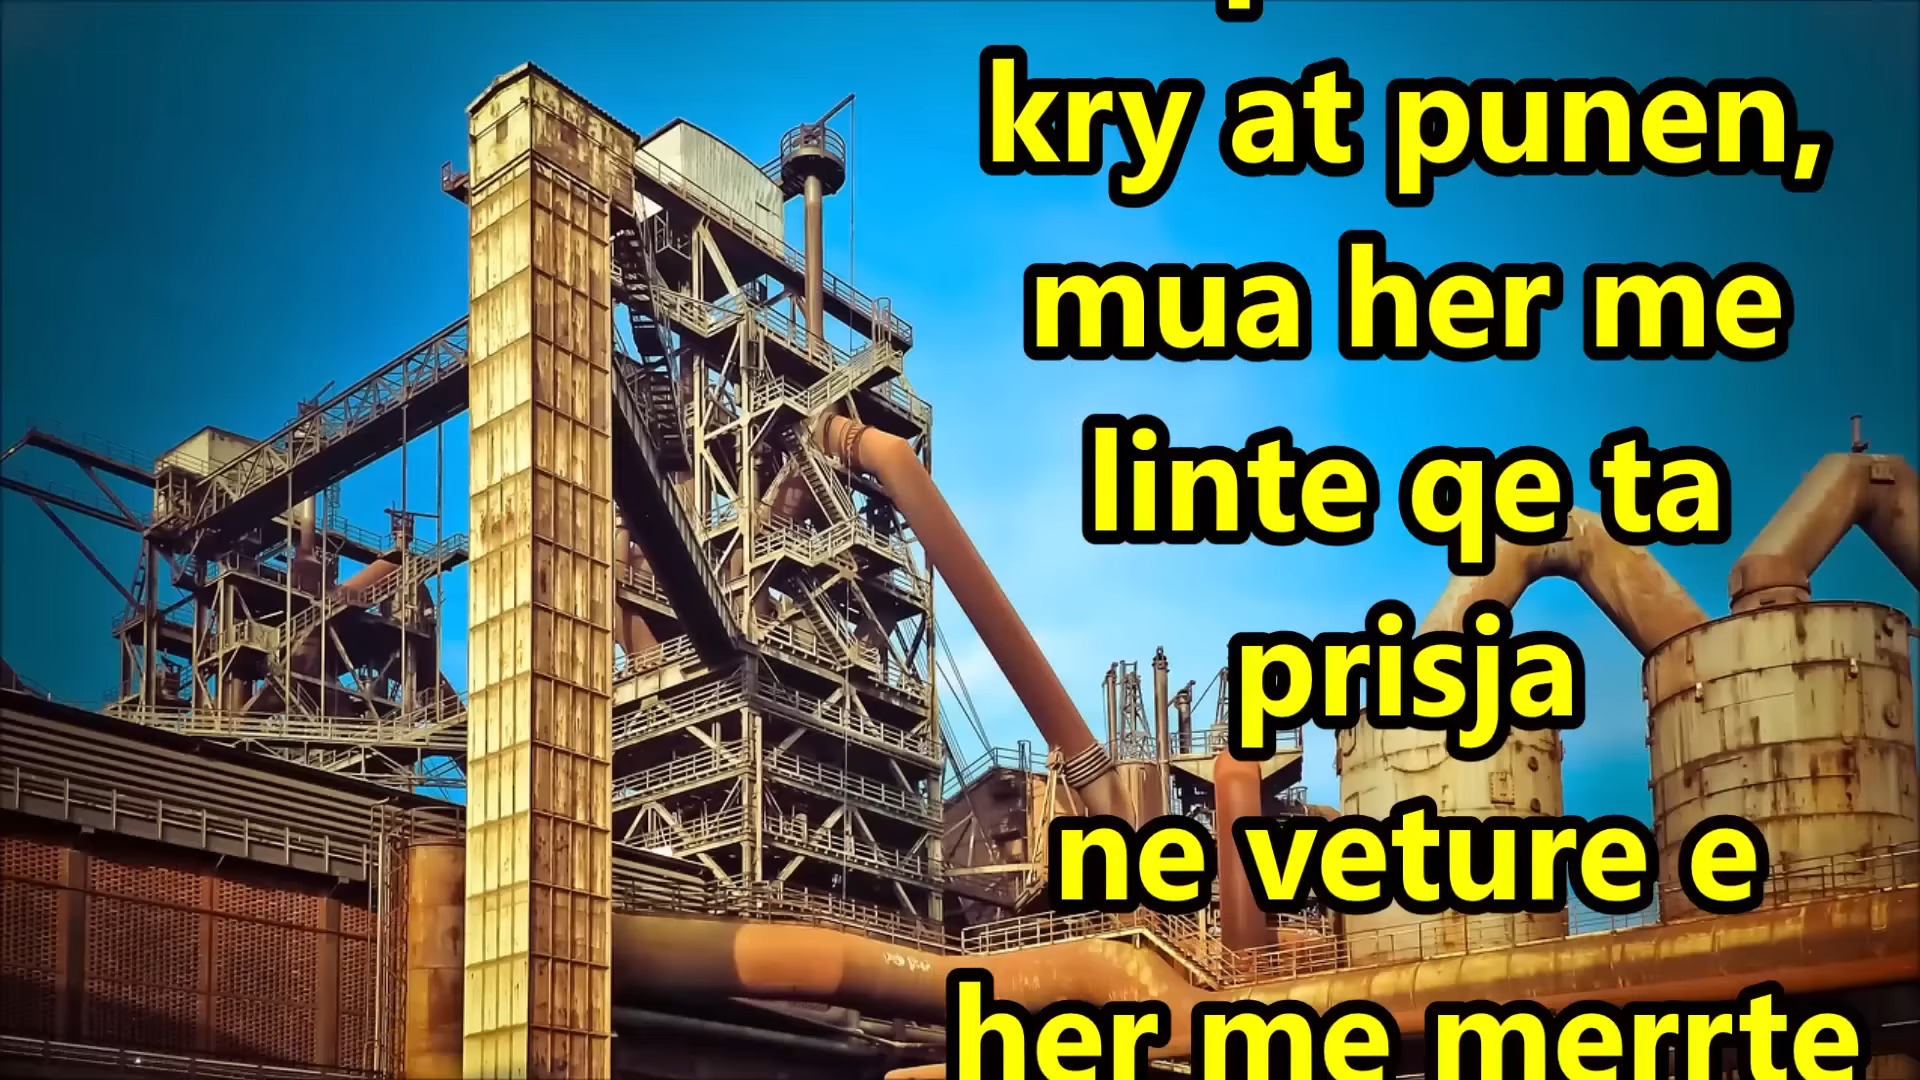 kry at punen,
mua her me
linte qe ta
prisja
ne veture e
her me merrte